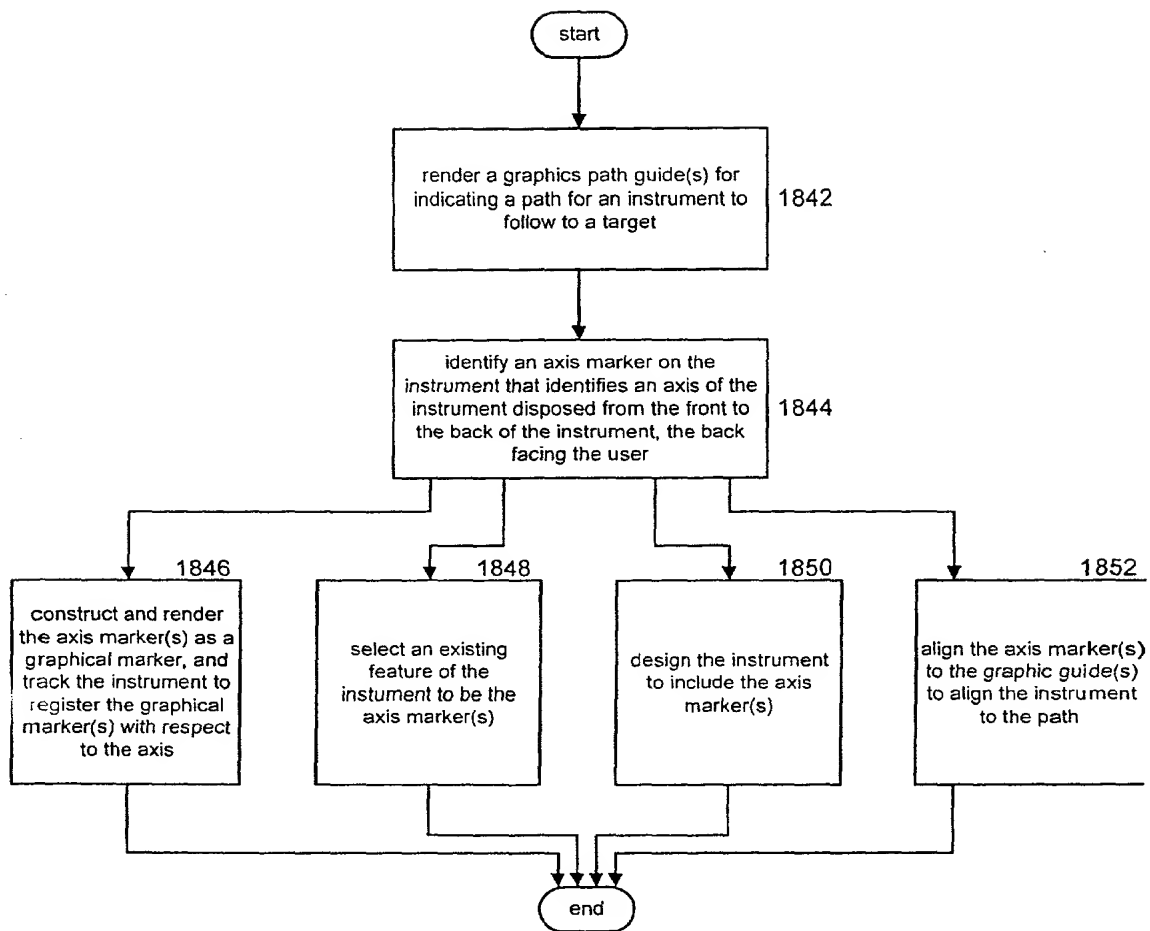 start
render a graphics path guide(s) for
indicating a path for an instrument to
follow to a target
1842
identify an axis marker on the
instrument that identifies an axis of the
instrument disposed from the front to
the back of the instrument, the back
facing the user
1844
1846
construct and render
the axis marker(s) as a
graphical marker, and
track the instrument to
register the graphical
marker(s) with respect
to the axis
1848
select an existing
feature of the
instument to be the
axis marker(s)
1850
design the instrument
to include the axis
marker(s)
1852
align the axis marker(s)
to the graphic guide(s)
to align the instrument
to the path
end